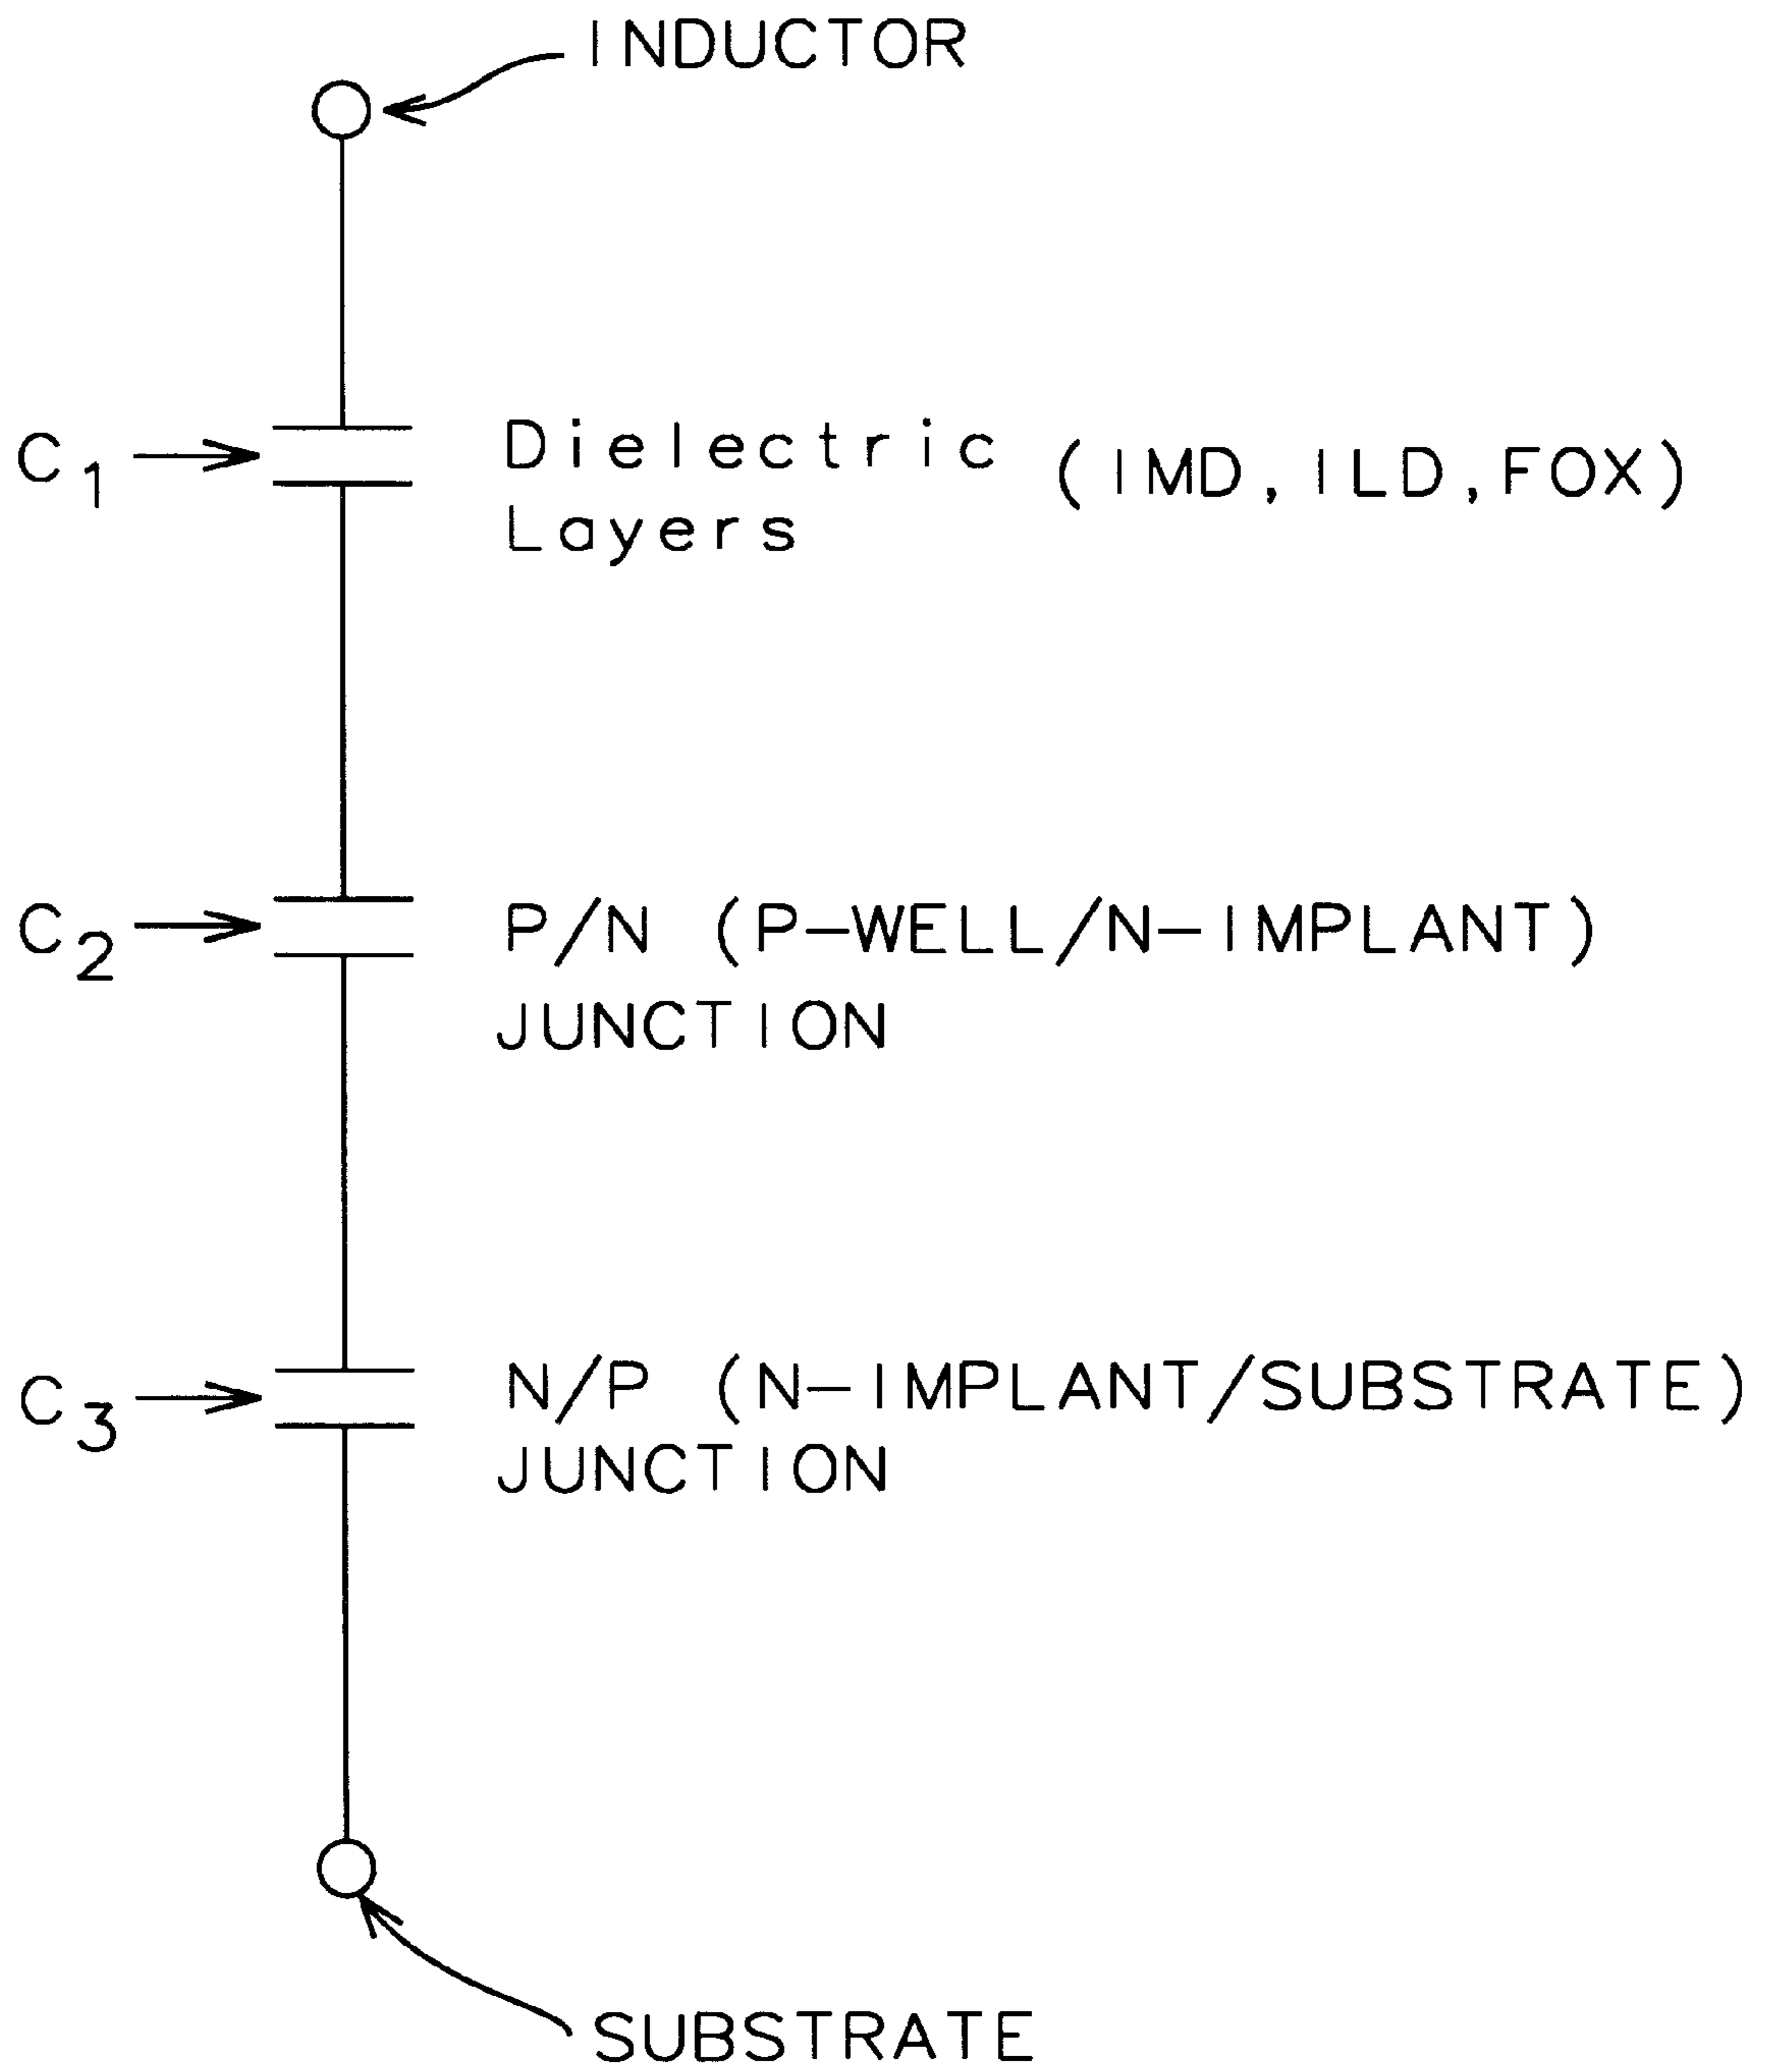 INDUCTOR
C1
Dielectric (IMD, ILD, FOX)
Layers
C2
P/N (P-WELL/N-IMPLANT)
JUNCTION
C3
N/P (N-IMPLANT/SUBSTRATE)
JUNCTION
SUBSTRATE